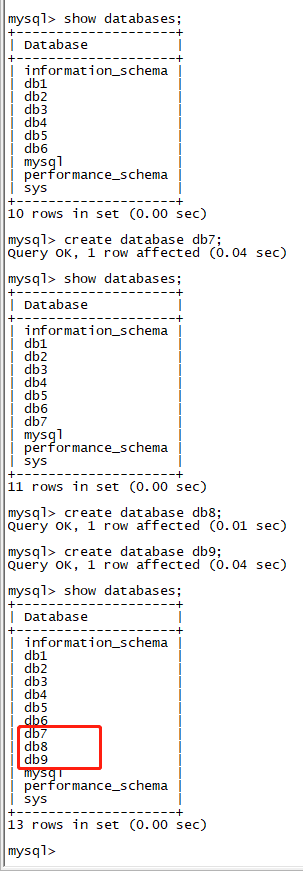 mysql> show databases;
+--------------------+
| Database           |
+--------------------+
| information_schema |
| db1                |
| db2                |
| db3                |
| db4                |
| db5                |
| db6                |
| mysql              |
| performance_schema |
| sys                |
+--------------------+
10 rows in set (0.00 sec)
mysql> create database db7;
Query OK, 1 row affected (0.04 sec)
mysql> show databases;
+--------------------+
| Database           |
+--------------------+
| information_schema |
| db1                |
| db2                |
| db3                |
| db4                |
| db5                |
| db6                |
| db7                |
| mysql              |
| performance_schema |
| sys                |
+--------------------+
11 rows in set (0.00 sec)
mysql> create database db8;
Query OK, 1 row affected (0.01 sec)
mysql> create database db9;
Query OK, 1 row affected (0.04 sec)
mysql> show databases;
+--------------------+
| Database           |
+--------------------+
| information_schema |
| db1                |
| db2                |
| db3                |
| db4                |
| db5                |
| db6                |
| db7                |
| db8                |
| db9                |
| mysql              |
| performance_schema |
| sys                |
+--------------------+
13 rows in set (0.00 sec)
mysql>